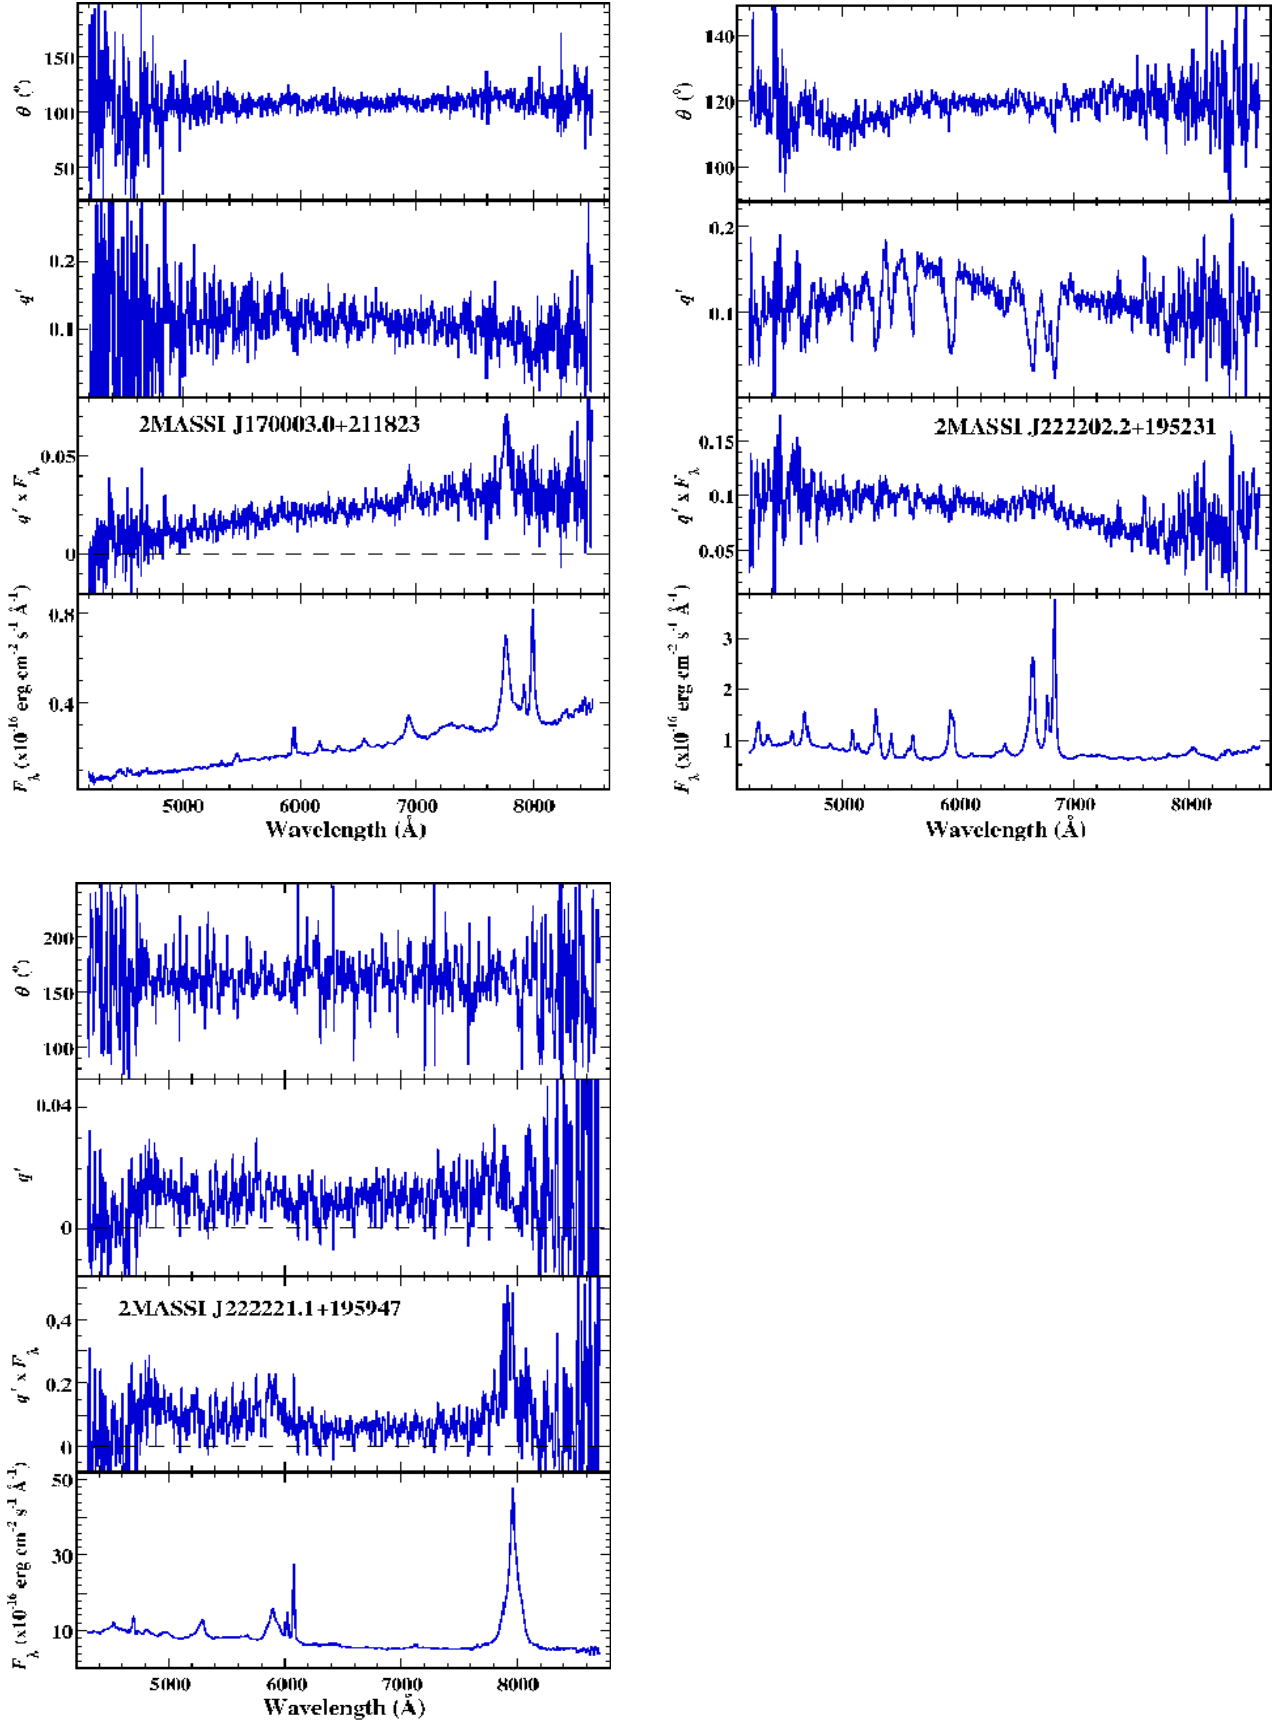 θ (°)
150
100
50
q'
0.2
0.1
2MASSI J170003.0+211823
q' x Fλ
0.05
0
Fλ (x10⁻¹⁶ erg cm⁻² s⁻¹ Å⁻¹)
0.8
0.4
5000 6000 7000 8000
Wavelength (Å)
θ (°)
140
120
100
q'
0.2
0.1
2MASSI J222202.2+195231
q' x Fλ
0.15
0.1
0.05
Fλ (x10⁻¹⁶ erg cm⁻² s⁻¹ Å⁻¹)
3
2
1
5000 6000 7000 8000
Wavelength (Å)
θ (°)
200
150
100
q'
0.04
0
2MASSI J222221.1+195947
q' x Fλ
0.4
0.2
0
Fλ (x10⁻¹⁶ erg cm⁻² s⁻¹ Å⁻¹)
50
30
10
5000 6000 7000 8000
Wavelength (Å)